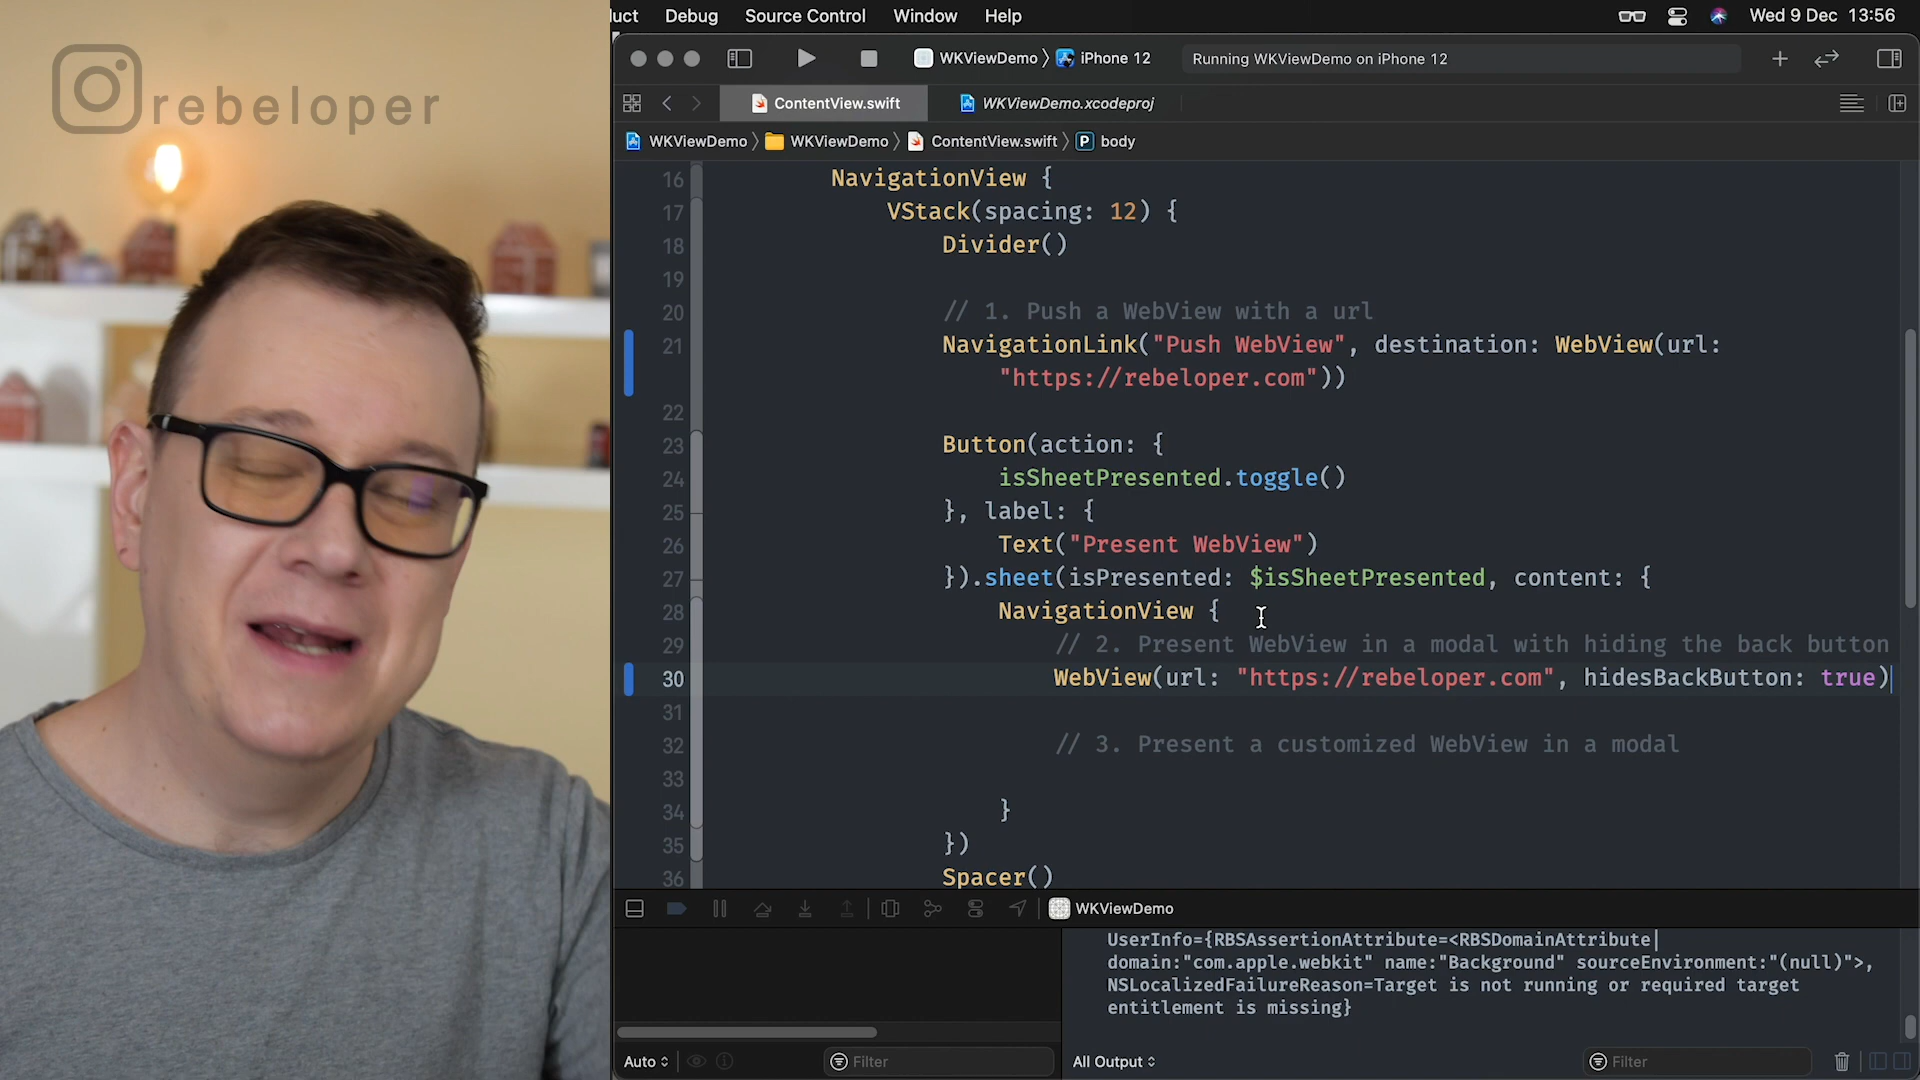 rebeloper
uct Debug Source Control Window Help Wed 9 Dec 13:56
WKViewDemo 〉 iPhone 12 Running WKViewDemo on iPhone 12
ContentView.swift WKViewDemo.xcodeproj
WKViewDemo 〉 WKViewDemo 〉 ContentView.swift 〉 P body
16 NavigationView {
17 VStack(spacing: 12) {
18 Divider()
19
20 // 1. Push a WebView with a url
21 NavigationLink("Push WebView", destination: WebView(url:
"https://rebeloper.com"))
22
23 Button(action: {
24 isSheetPresented.toggle()
25 }, label: {
26 Text("Present WebView")
27 }).sheet(isPresented: $isSheetPresented, content: {
28 NavigationView {
29 // 2. Present WebView in a modal with hiding the back button
30 WebView(url: "https://rebeloper.com", hidesBackButton: true)
31
32 // 3. Present a customized WebView in a modal
33
34 }
35 })
36 Spacer()
WKViewDemo
UserInfo={RBSAssertionAttribute=<RBSDomainAttribute|
domain:"com.apple.webkit" name:"Background" sourceEnvironment:"(null)">,
NSLocalizedFailureReason=Target is not running or required target
entitlement is missing}
Auto Filter All Output Filter